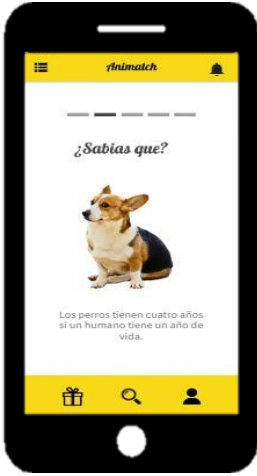 Animatch
¿Sabias que?
Los perros tienen cuatro años
si un humano tiene un año de
vida.